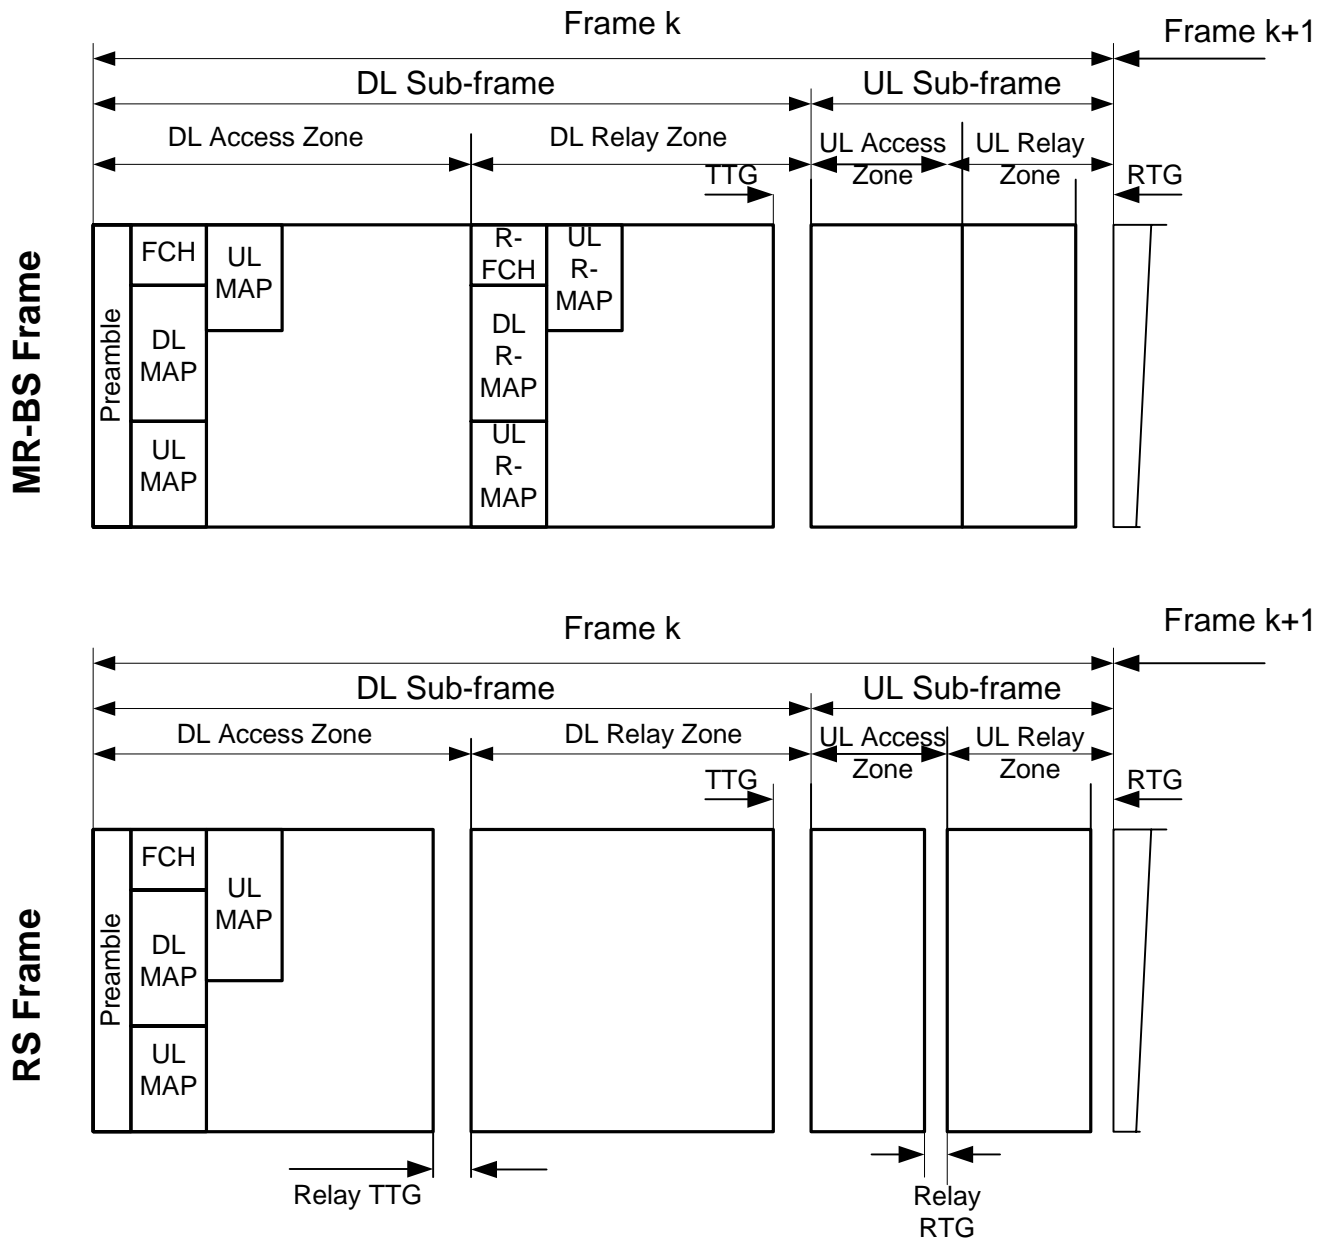 Frame k
Frame k+1
DL Sub-frame
UL Sub-frame
DL Access Zone
DL Relay Zone
UL Access
Zone
UL Relay
Zone
TTG
RTG
MR-BS Frame
Preamble
FCH
DL
MAP
UL
MAP
UL
MAP
R-
FCH
DL
R-
MAP
UL
R-
MAP
UL
R-
MAP
Frame k
Frame k+1
DL Sub-frame
UL Sub-frame
DL Access Zone
DL Relay Zone
UL Access
Zone
UL Relay
Zone
TTG
RTG
RS Frame
Preamble
FCH
DL
MAP
UL
MAP
UL
MAP
Relay TTG
Relay
RTG